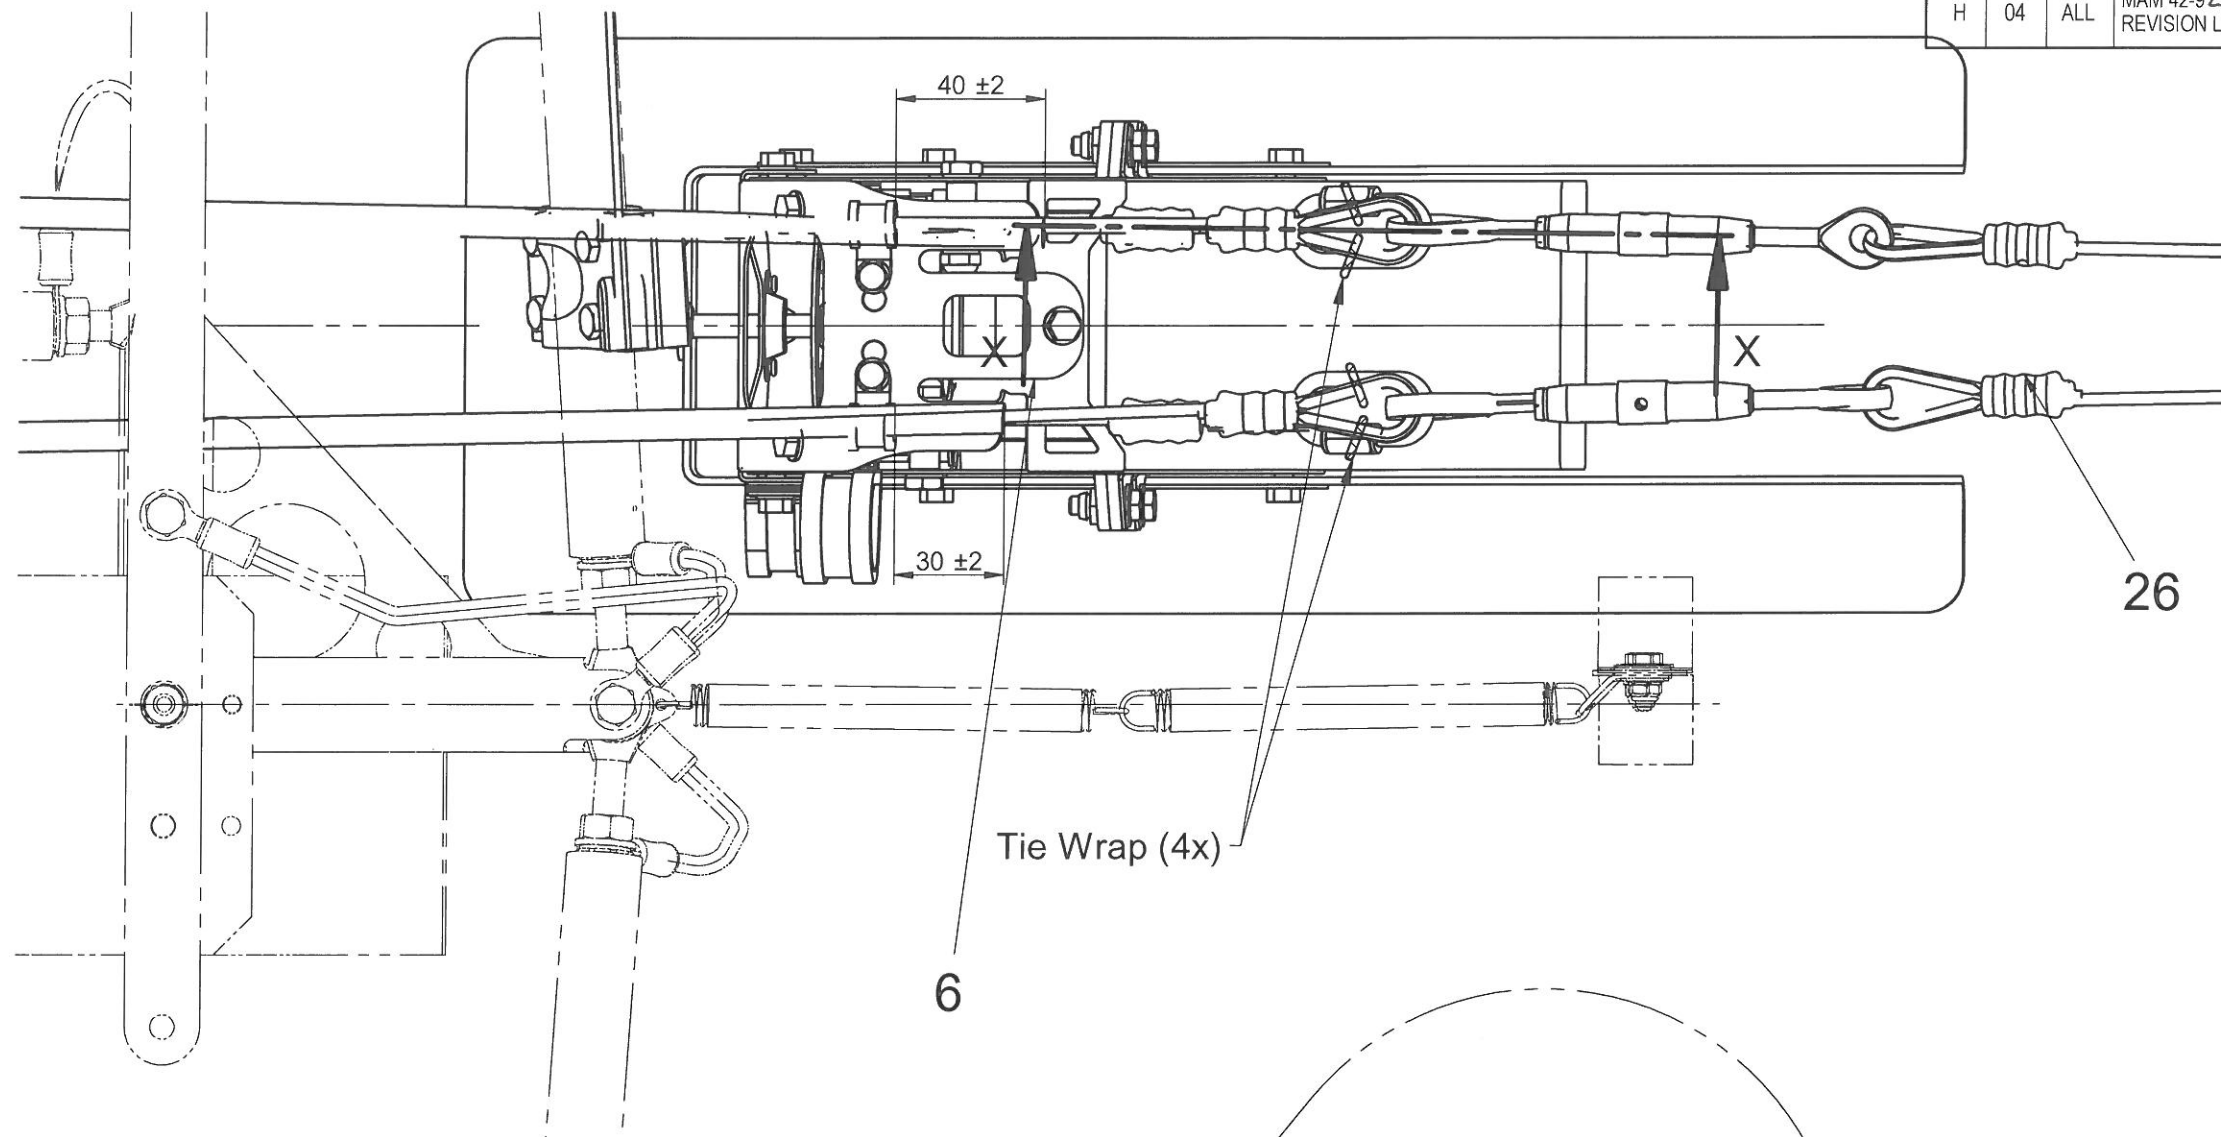 H 04 ALL
REVISION L
40 ±2
X X
30 ±2
26
Tie Wrap (4x)
6